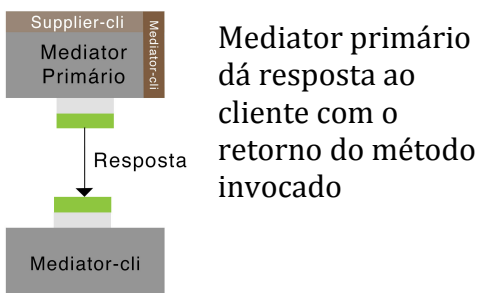 Supplier-cli
Mediator-cli
Mediator
Primário
Resposta
Mediator-cli
Mediator primário
dá resposta ao
cliente com o
retorno do método
invocado